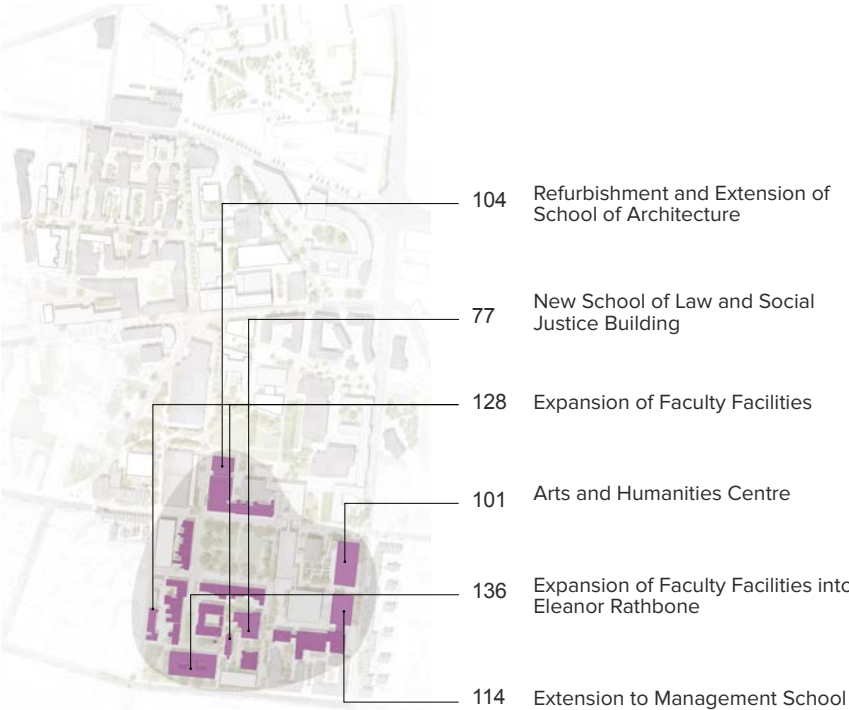 104 Refurbishment and Extension of
School of Architecture
77 New School of Law and Social
Justice Building
128 Expansion of Faculty Facilities
101 Arts and Humanities Centre
136 Expansion of Faculty Facilities into
Eleanor Rathbone
114 Extension to Management School